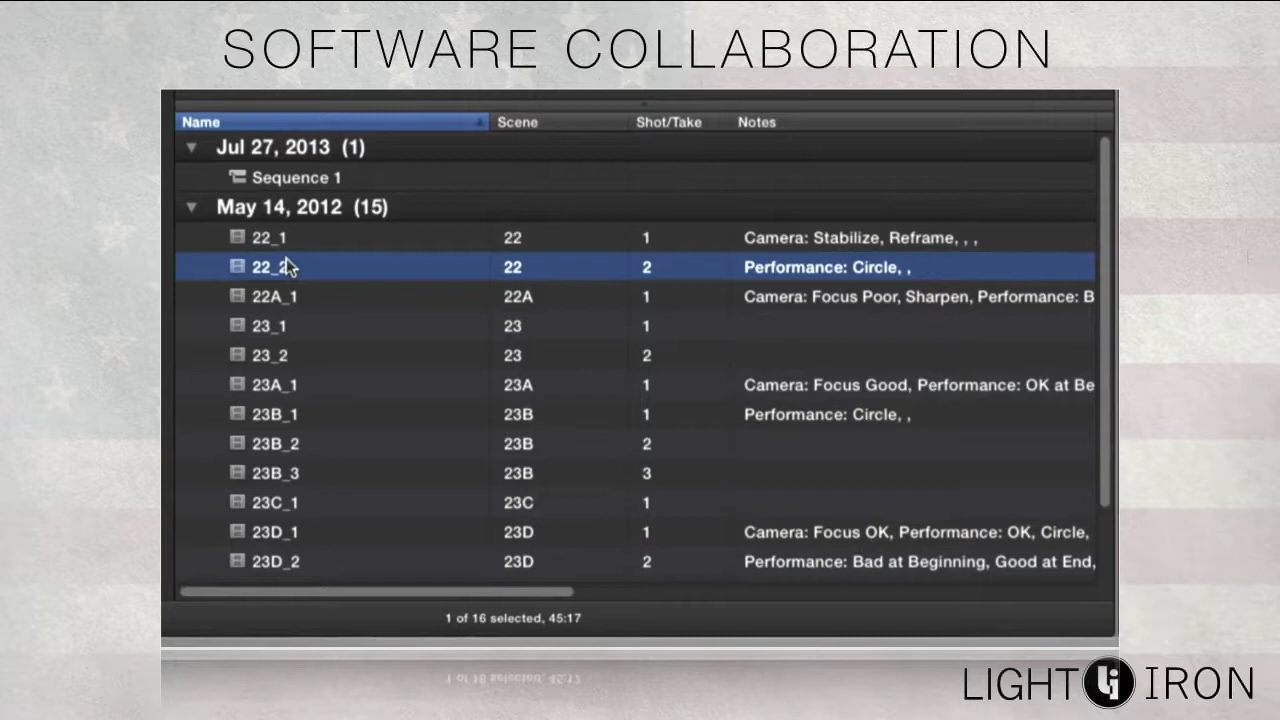 SOFTWARE COLLABORATION
Name Scene Shot/Take Notes
Jul 27, 2013 (1)
Sequence 1
May 14, 2012 (15)
22_1 22 1 Camera: Stabilize, Reframe, , ,
22_2 22 2 Performance: Circle, ,
22A_1 22A 1 Camera: Focus Poor, Sharpen, Performance: B
23_1 23 1
23_2 23 2
23A_1 23A 1 Camera: Focus Good, Performance: OK at Be
23B_1 23B 1 Performance: Circle, ,
23B_2 23B 2
23B_3 23B 3
23C_1 23C 1
23D_1 23D 1 Camera: Focus OK, Performance: OK, Circle,
23D_2 23D 2 Performance: Bad at Beginning, Good at End,
1 of 16 selected, 45:17
LIGHT IRON